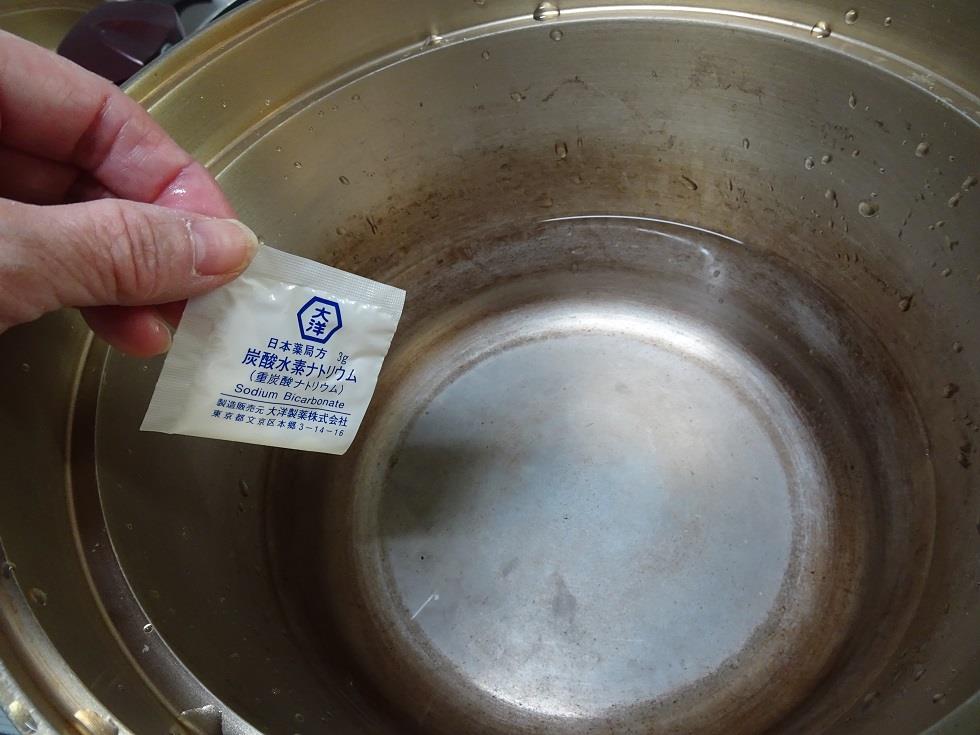 大洋
日本薬局方 3g
炭酸水素ナトリウム
(重炭酸ナトリウム)
Sodium Bicarbonate
製造販売元 大洋製薬株式会社
東京都文京区本郷3-14-16